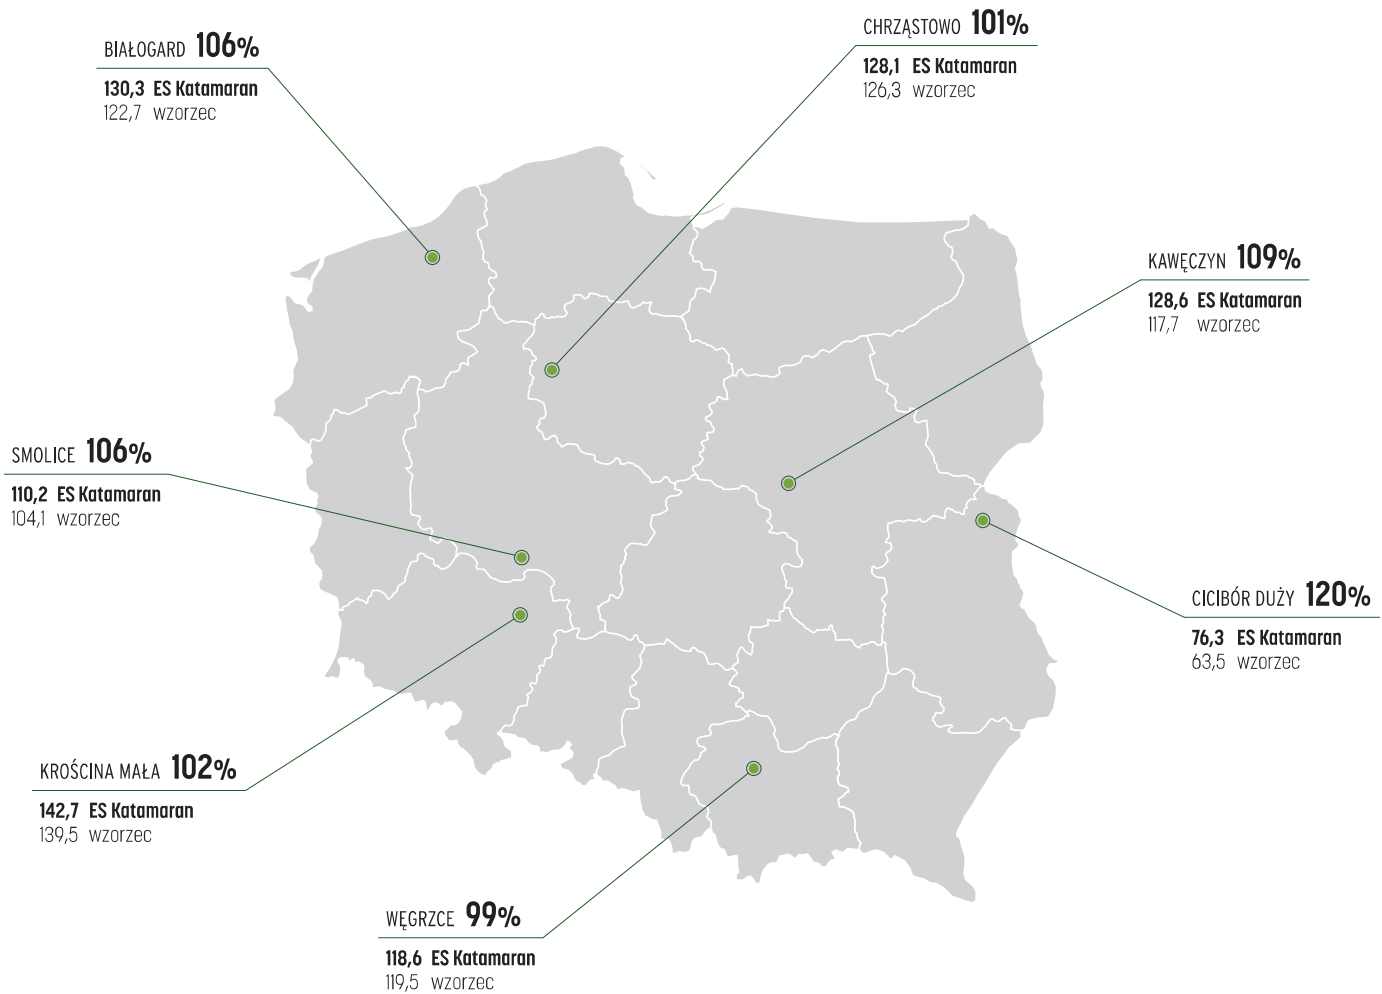 CHRZĄSTOWO 101%
128,1 ES Katamaran
126,3 wzorzec
BIAŁOGARD 106%
130,3 ES Katamaran
122,7 wzorzec
KAWĘCZYN 109%
128,6 ES Katamaran
117,7 wzorzec
SMOLICE 106%
110,2 ES Katamaran
104,1 wzorzec
CICIBÓR DUŻY 120%
76,3 ES Katamaran
63,5 wzorzec
KROŚCINA MAŁA 102%
142,7 ES Katamaran
139,5 wzorzec
WĘGRZCE 99%
118,6 ES Katamaran
119,5 wzorzec